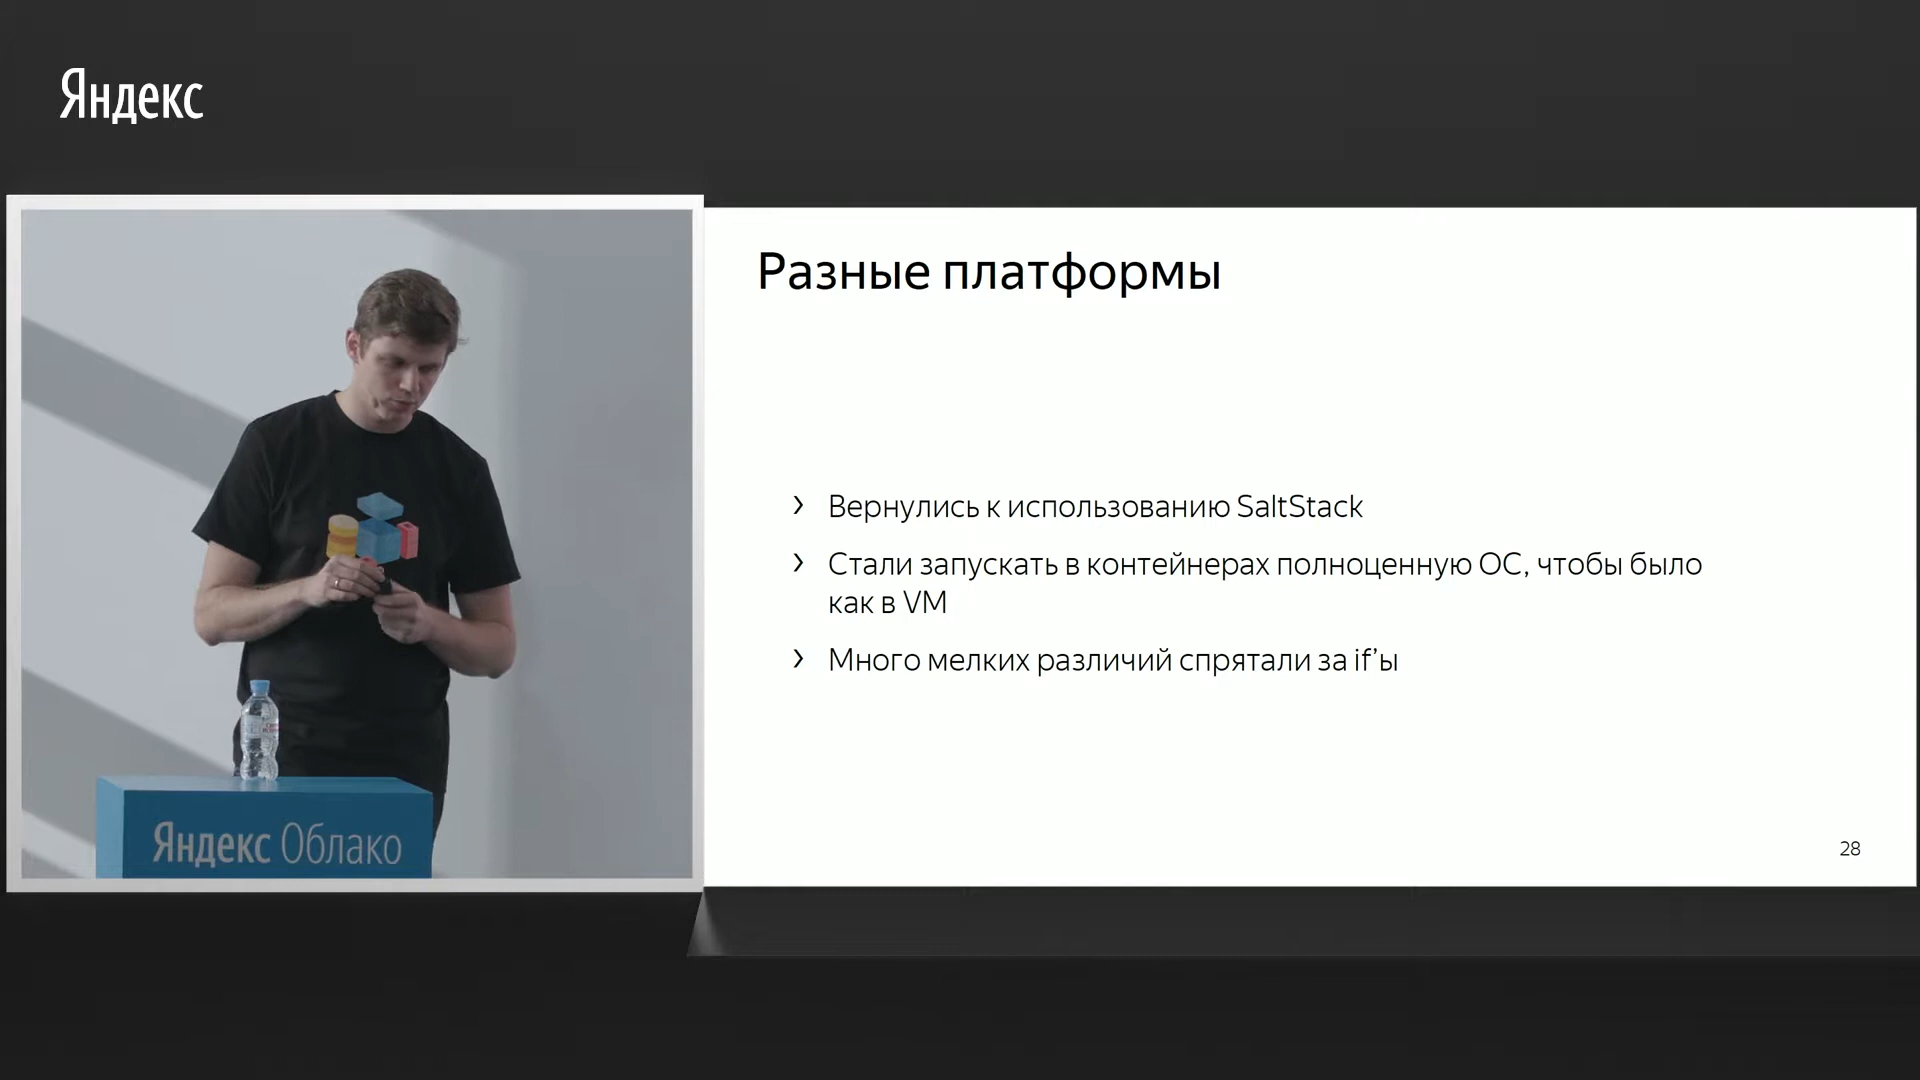 Яндекс
Разные платформы
Вернулись к использованию SaltStack
Стали запускать в контейнерах полноценную ОС, чтобы было
как в VM
Много мелких различий спрятали за if’ы
28
Яндекс Облако